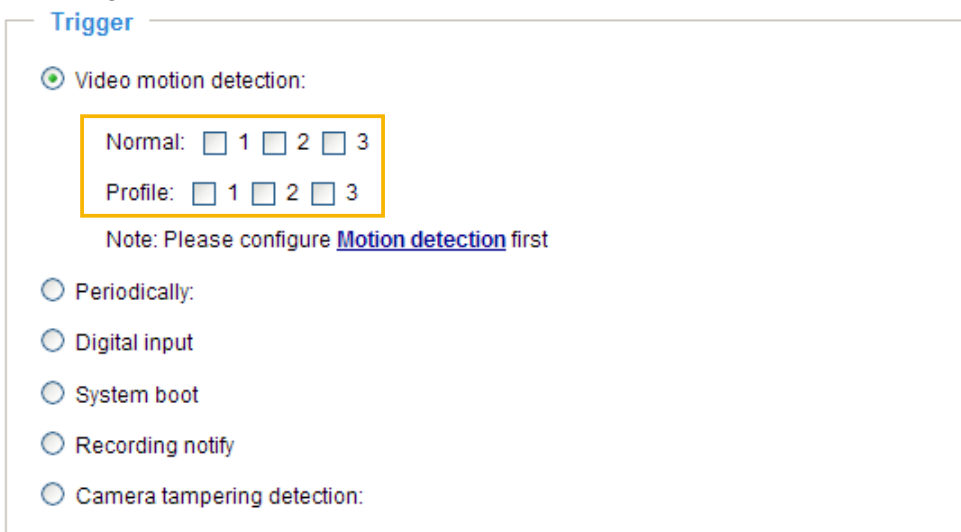 Trigger
Video motion detection:
Normal: 1 2 3
Profile: 1 2 3
Note: Please configure Motion detection first
Periodically:
Digital input
System boot
Recording notify
Camera tampering detection: